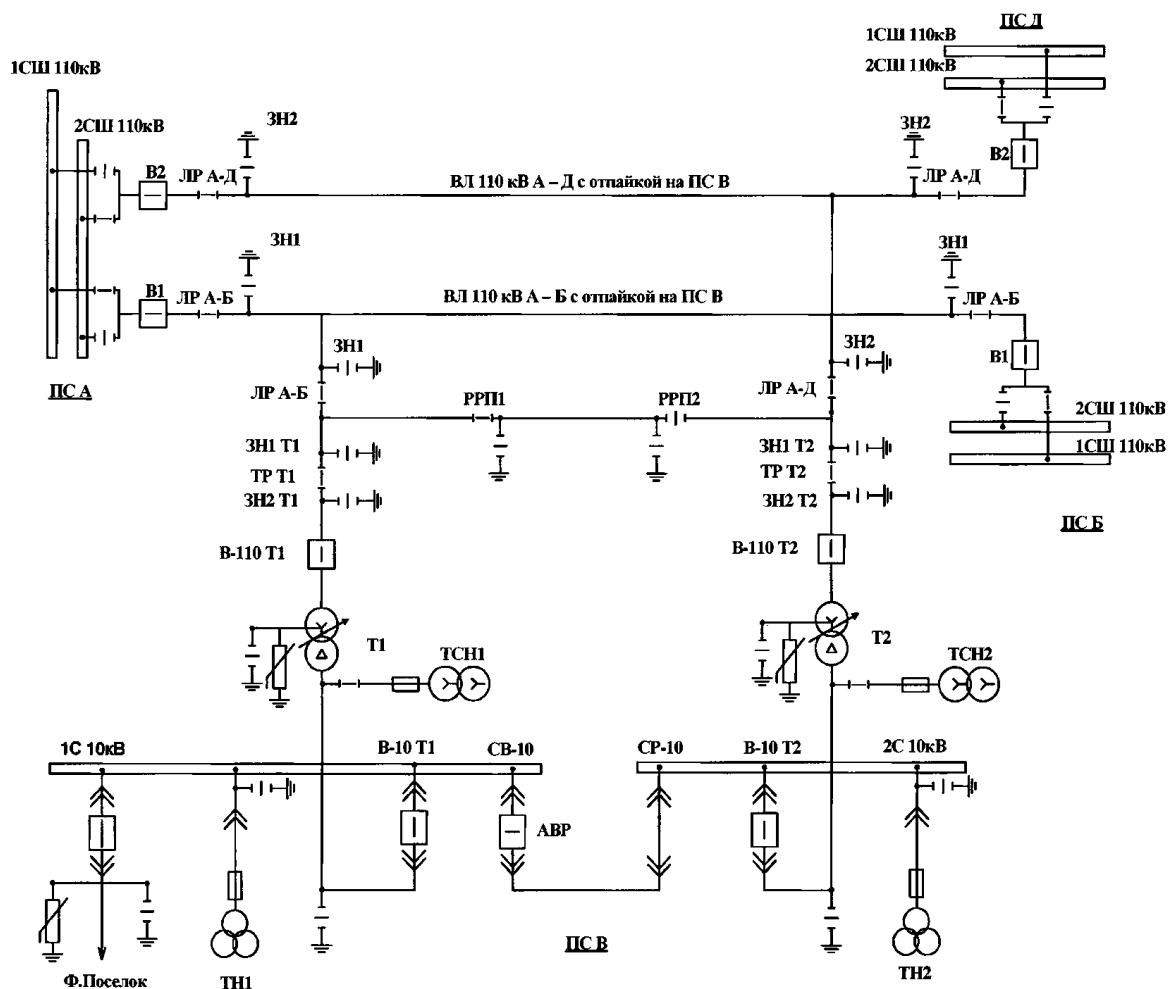 ПС Д
1СШ 110кВ
2СШ 110кВ
1СШ 110кВ
2СШ 110кВ
ЗН2
ЗН2
В2
ЛР А-Д
ВЛ 110 кВ А – Д с отпайкой на ПС В
ЛР А-Д
В2
ЗН1
ЗН1
В1
ЛР А-Б
ВЛ 110 кВ А – Б с отпайкой на ПС В
ЛР А-Б
В1
ПС А
ЗН1
ЗН2
ЛР А-Б
ЛР А-Д
РРП1
РРП2
2СШ 110кВ
1СШ 110кВ
ПС Б
ЗН1 Т1
ЗН1 Т2
ТР Т1
ТР Т2
ЗН2 Т1
ЗН2 Т2
В-110 Т1
В-110 Т2
Т1
ТСН1
Т2
ТСН2
1С 10кВ
В-10 Т1
СВ-10
СР-10
В-10 Т2
2С 10кВ
АВР
ПС В
Ф.Поселок
ТН1
ТН2